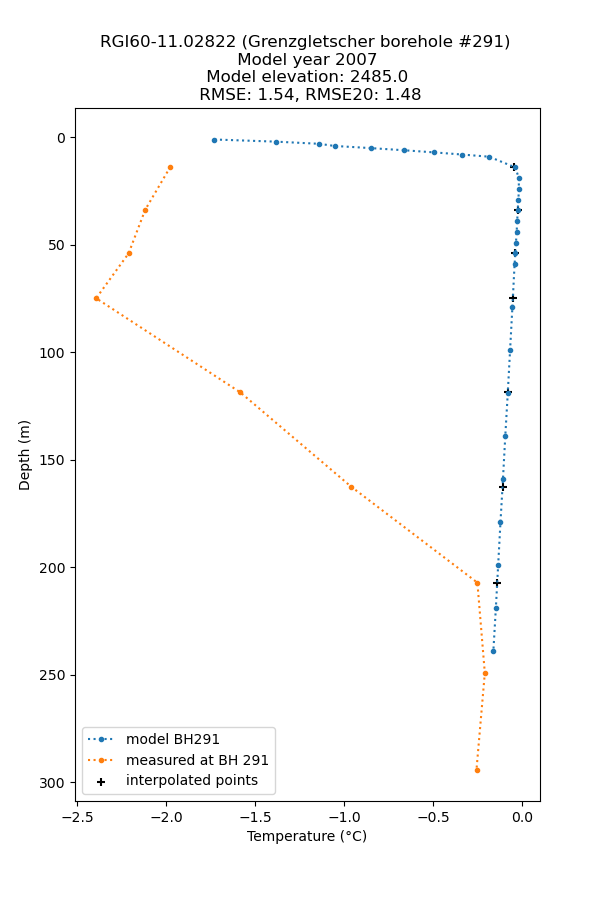 RGI60-11.02822 (Grenzgletscher borehole #291)
Model year 2007
Model elevation: 2485.0
RMSE: 1.54, RMSE20: 1.48
0
50
100
150
200
250
300
Depth (m)
model BH291
measured at BH 291
interpolated points
−2.5 −2.0 −1.5 −1.0 −0.5 0.0
Temperature (°C)